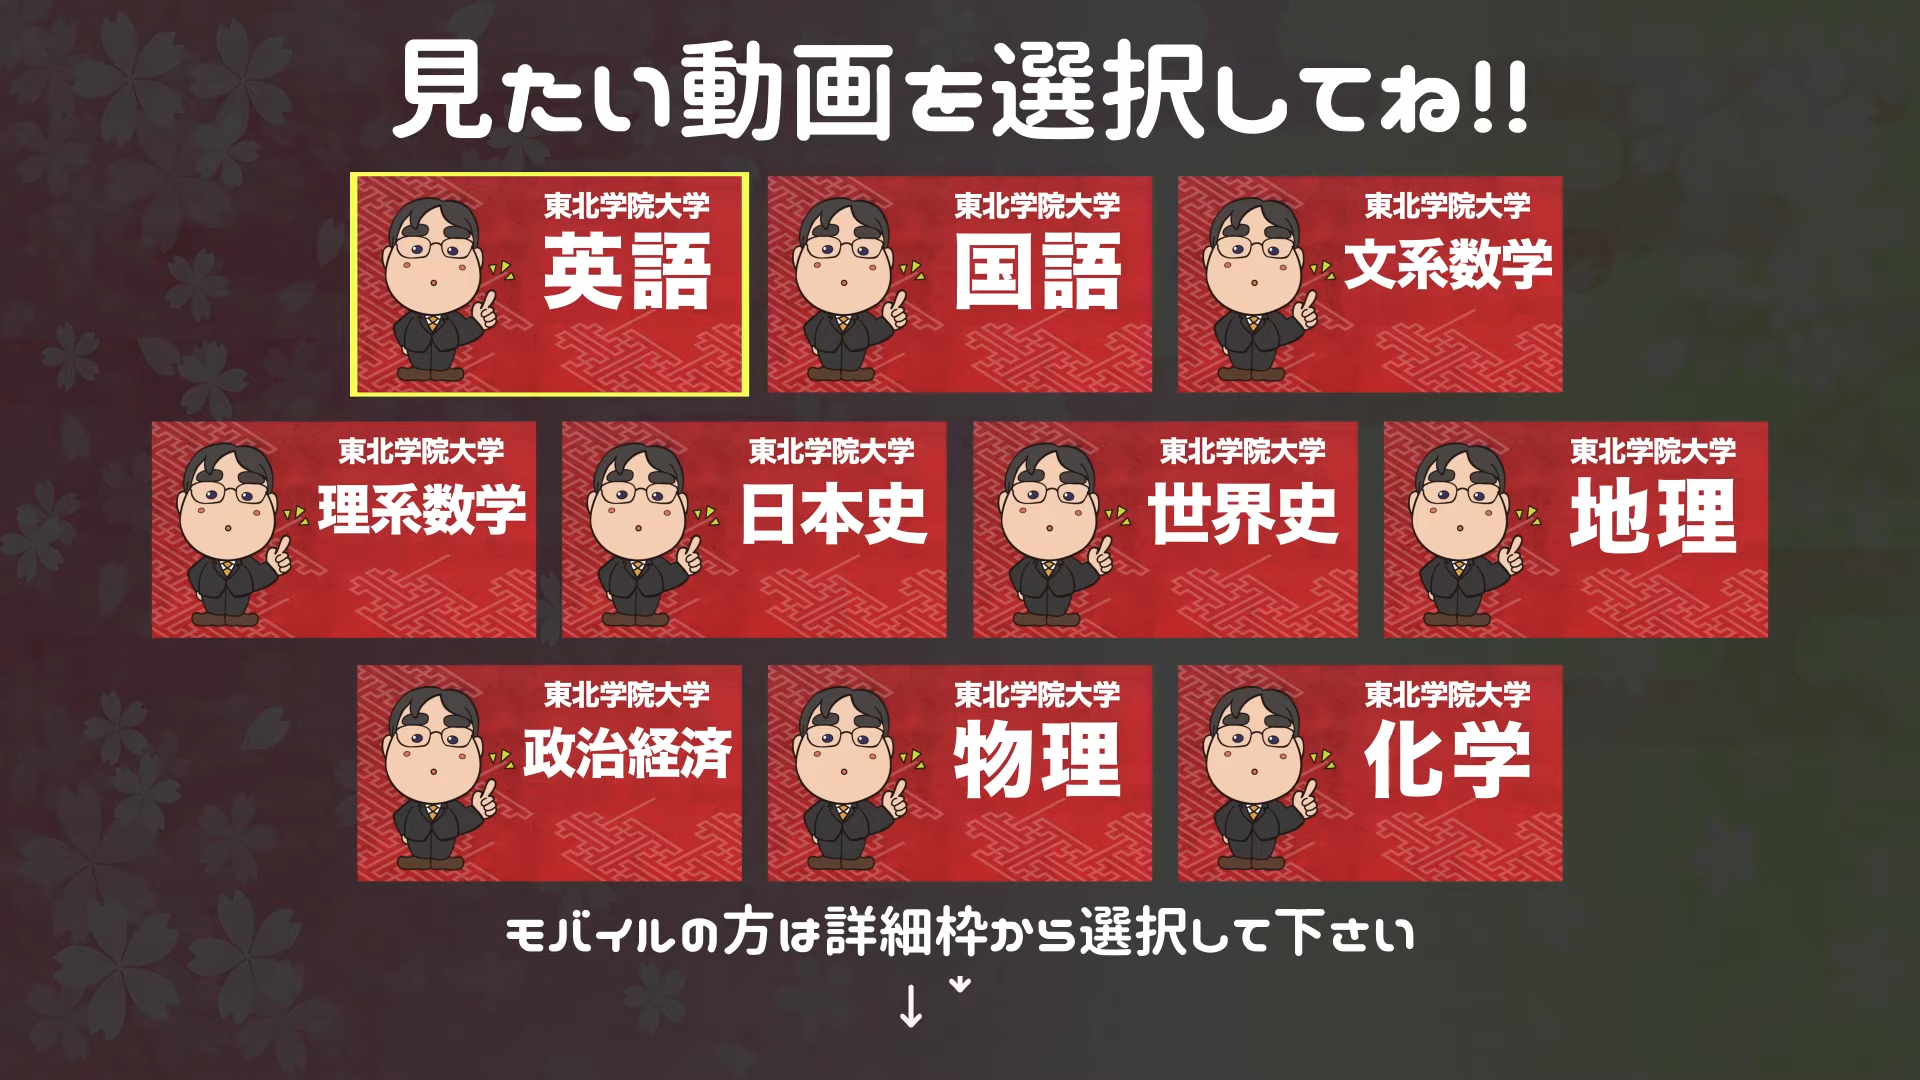 見たい動画を選択してね!!
東北学院大学
英語
東北学院大学
国語
東北学院大学
文系数学
東北学院大学
理系数学
東北学院大学
日本史
東北学院大学
世界史
東北学院大学
地理
東北学院大学
政治経済
東北学院大学
物理
東北学院大学
化学
モバイルの方は詳細枠から選択して下さい